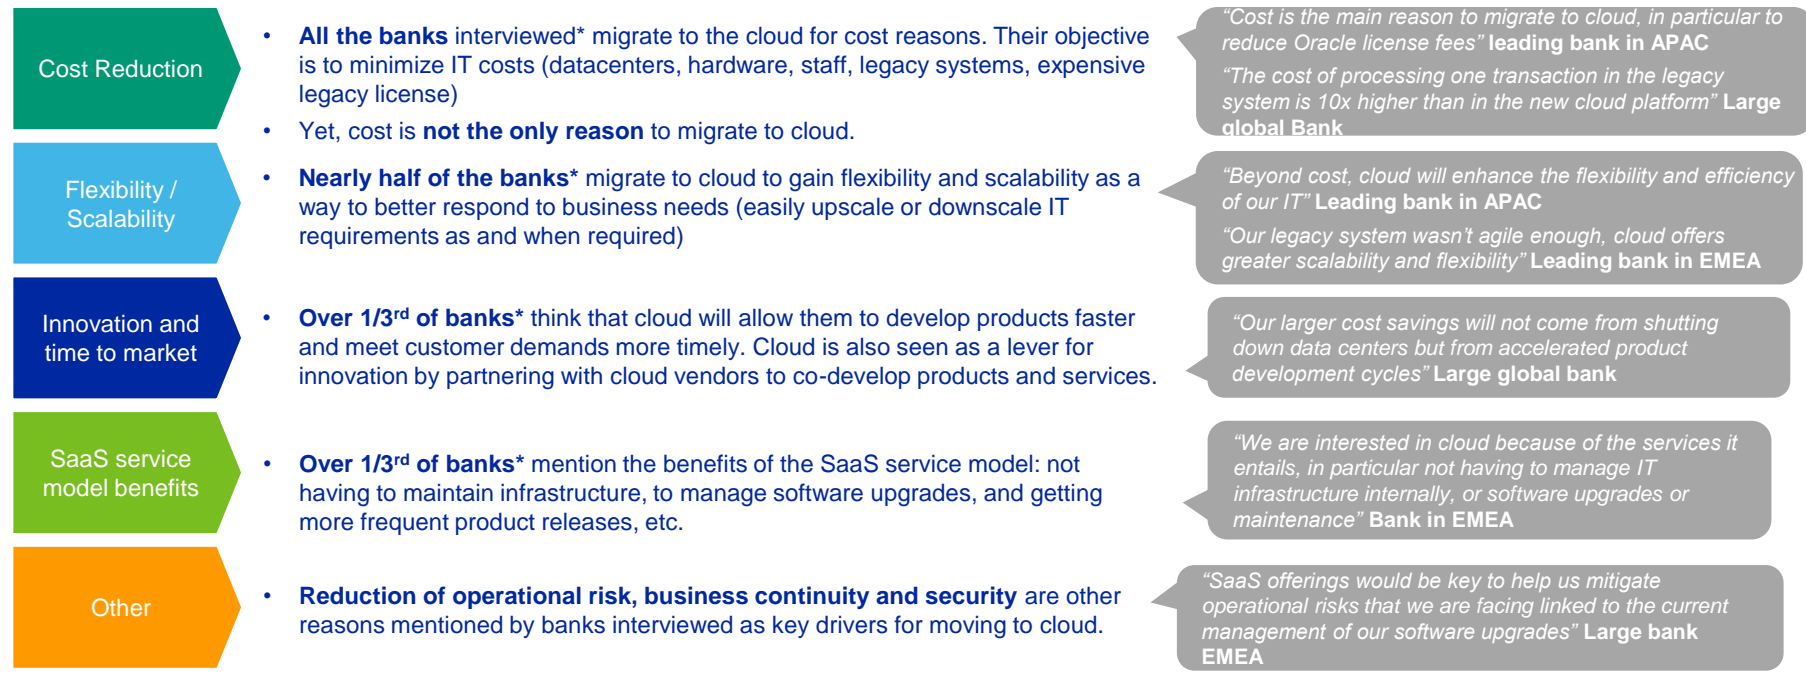 Cost Reduction
• All the banks interviewed* migrate to the cloud for cost reasons. Their objective
is to minimize IT costs (datacenters, hardware, staff, legacy systems, expensive
legacy license)
• Yet, cost is not the only reason to migrate to cloud.
“Cost is the main reason to migrate to cloud, in particular to
reduce Oracle license fees” leading bank in APAC
“The cost of processing one transaction in the legacy
system is 10x higher than in the new cloud platform” Large
global Bank
Flexibility /
Scalability
• Nearly half of the banks* migrate to cloud to gain flexibility and scalability as a
way to better respond to business needs (easily upscale or downscale IT
requirements as and when required)
“Beyond cost, cloud will enhance the flexibility and efficiency
of our IT” Leading bank in APAC
“Our legacy system wasn’t agile enough, cloud offers
greater scalability and flexibility” Leading bank in EMEA
Innovation and
time to market
• Over 1/3rd of banks* think that cloud will allow them to develop products faster
and meet customer demands more timely. Cloud is also seen as a lever for
innovation by partnering with cloud vendors to co-develop products and services.
“Our larger cost savings will not come from shutting
down data centers but from accelerated product
development cycles” Large global bank
SaaS service
model benefits
• Over 1/3rd of banks* mention the benefits of the SaaS service model: not
having to maintain infrastructure, to manage software upgrades, and getting
more frequent product releases, etc.
“We are interested in cloud because of the services it
entails, in particular not having to manage IT
infrastructure internally, or software upgrades or
maintenance” Bank in EMEA
Other
• Reduction of operational risk, business continuity and security are other
reasons mentioned by banks interviewed as key drivers for moving to cloud.
“SaaS offerings would be key to help us mitigate
operational risks that we are facing linked to the current
management of our software upgrades” Large bank
EMEA